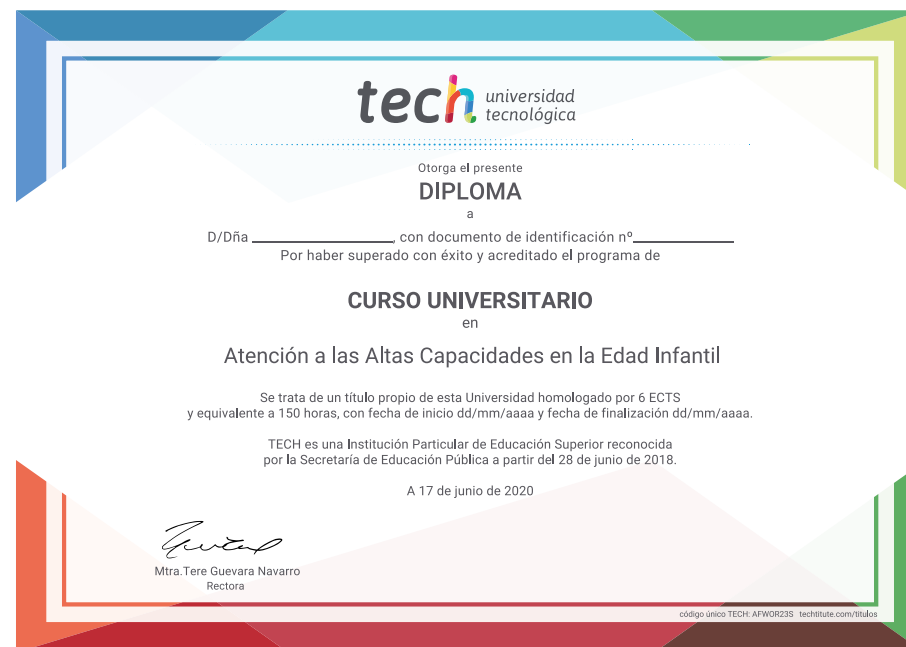 tech universidad
tecnológica
Otorga el presente
DIPLOMA
a
D/Dña ____________________, con documento de identificación nº______________
Por haber superado con éxito y acreditado el programa de
CURSO UNIVERSITARIO
en
Atención a las Altas Capacidades en la Edad Infantil
Se trata de un título propio de esta Universidad homologado por 6 ECTS
y equivalente a 150 horas, con fecha de inicio dd/mm/aaaa y fecha de finalización dd/mm/aaaa.
TECH es una Institución Particular de Educación Superior reconocida
por la Secretaría de Educación Pública a partir del 28 de junio de 2018.
A 17 de junio de 2020
Mtra.Tere Guevara Navarro
Rectora
código único TECH: AFWOR23S techtitute.com/titulos